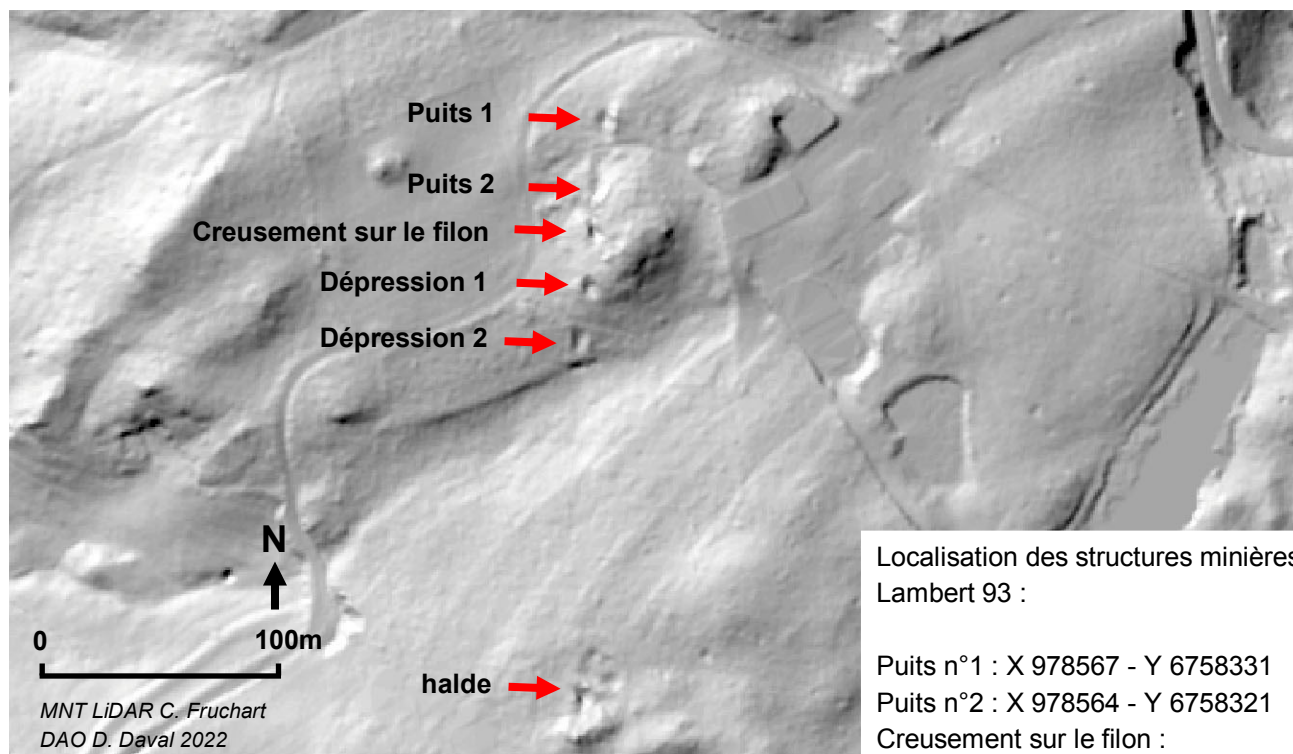 Puits 1
Puits 2
Creusement sur le filon
Dépression 1
Dépression 2
N
0 100m
halde
MNT LiDAR C. Fruchart
DAO D. Daval 2022
Localisation des structures minières
Lambert 93 :
Puits n°1 : X 978567 - Y 6758331
Puits n°2 : X 978564 - Y 6758321
Creusement sur le filon :